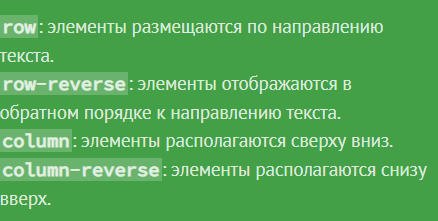 row: элементы размещаются по направлению
текста.
row-reverse: элементы отображаются в
обратном порядке к направлению текста.
column: элементы располагаются сверху вниз.
column-reverse: элементы располагаются снизу
вверх.